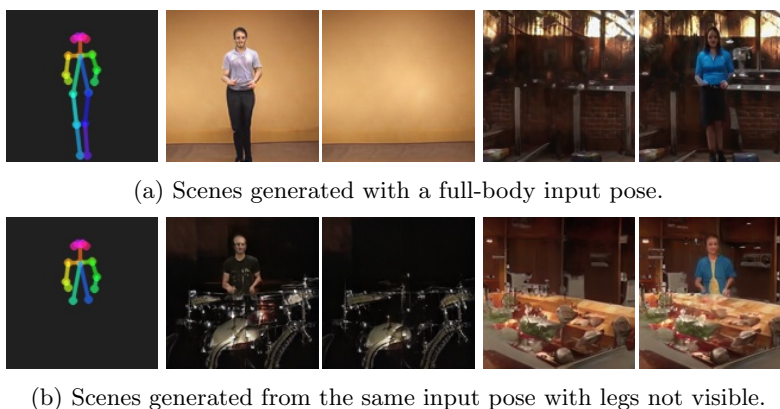 (a) Scenes generated with a full-body input pose.
(b) Scenes generated from the same input pose with legs not visible.